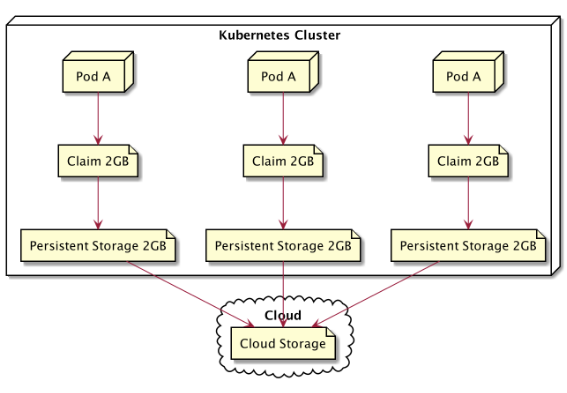 Kubernetes Cluster
Pod A
Pod A
Pod A
Claim 2GB
Claim 2GB
Claim 2GB
Persistent Storage 2GB
Persistent Storage 2GB
Persistent Storage 2GB
Cloud
Cloud Storage